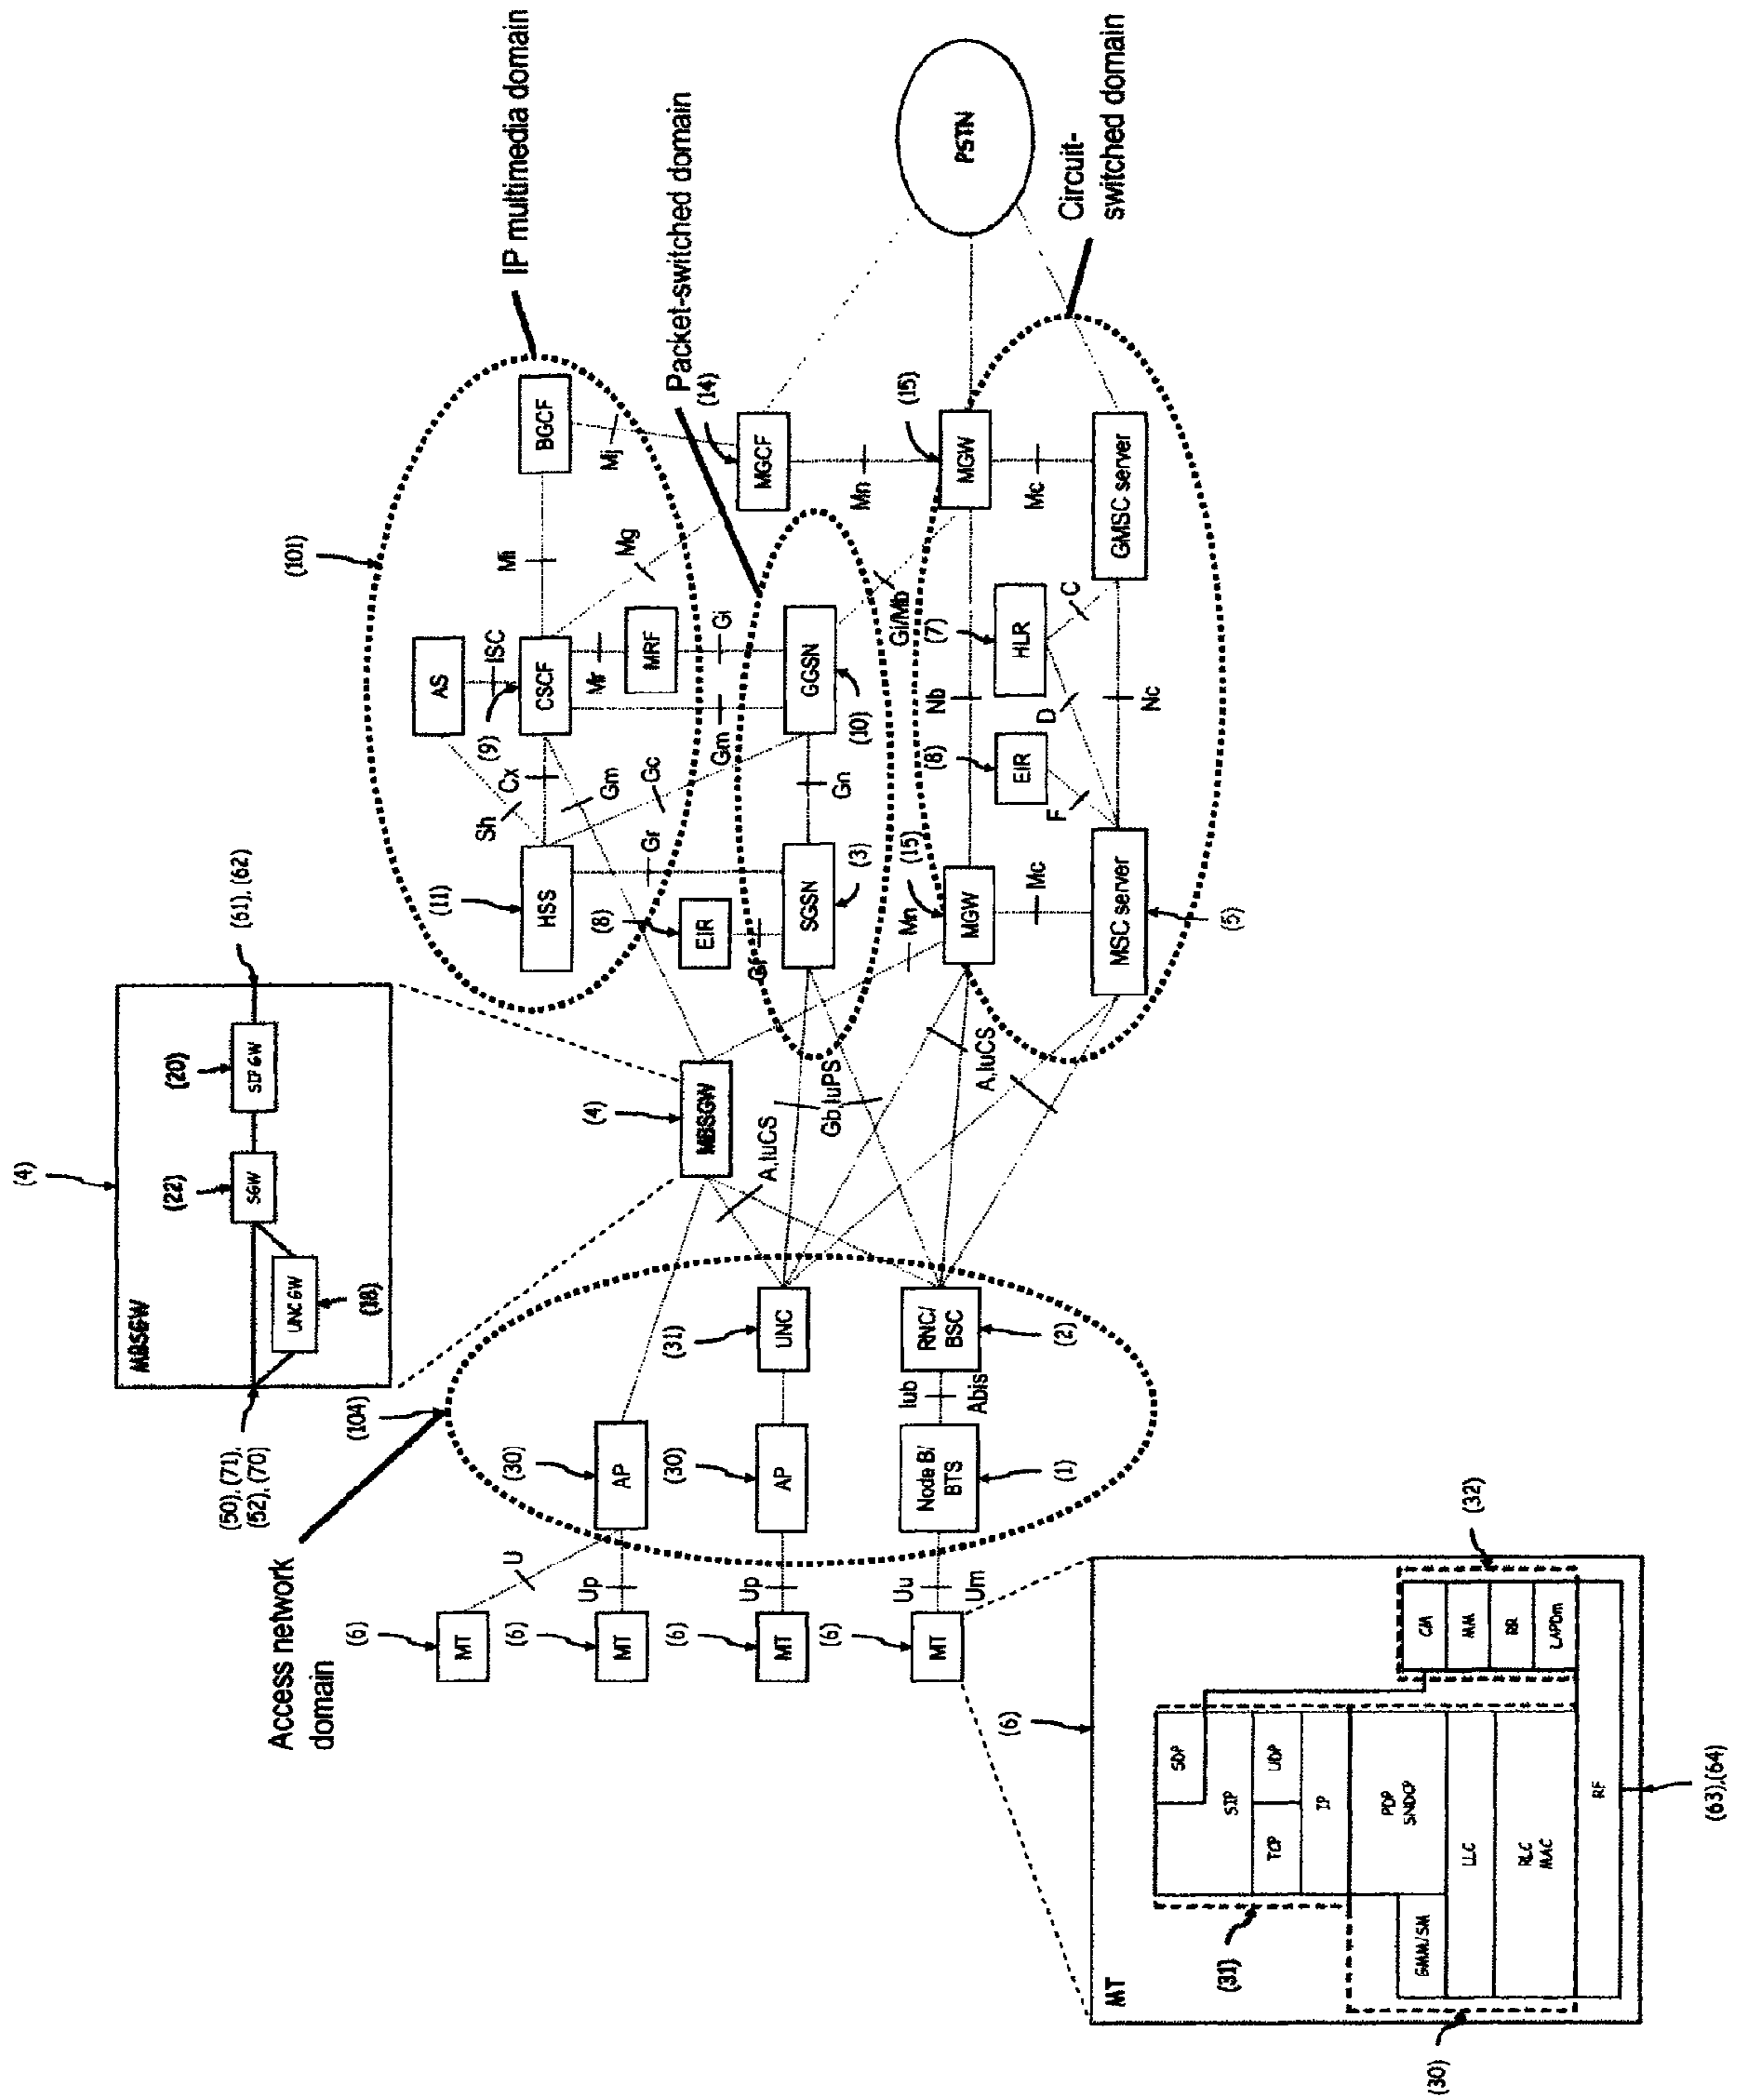 (4)
MBSGW
(50), (71),
(52), (70)
UNC GW
(18)
(22)
SGW
(20)
SIP GW
(61), (62)
(101)
IP multimedia domain
AS
ISC
Sh
(11)
HSS
Cx
(9)
CSCF
Mi
BGCF
Mj
Gm
Gc
Mr
MRF
Mg
Gi
Gm
Gr
(8)
EIR
Gf
Packet-switched domain
(14)
MGCF
SGSN
(3)
Gn
GGSN
(10)
Gi/Mb
Mn
PSTN
Circuit-
switched domain
(15)
MGW
Mn
Nb
(15)
MGW
Mc
Mc
(8)
EIR
F
D
(7)
HLR
C
MSC server
(5)
Nc
GMSC server
Access network
domain
(104)
(4)
MBSGW
A,IuCS
Gb,IuPS
A,IuCS
(6)
MT
U
(6)
MT
Up
(30)
AP
(6)
MT
Up
(30)
AP
(31)
UNC
(6)
MT
Uu
Um
Node B/
BTS
(1)
Iub
Abis
RNC/
BSC
(2)
(6)
MT
(31)
SDP
SIP
TCP
UDP
IP
PDP
SNDCP
GMM/SM
LLC
RLC
MAC
RF
(30)
CM
MM
RR
LAPDm
(32)
(63),(64)